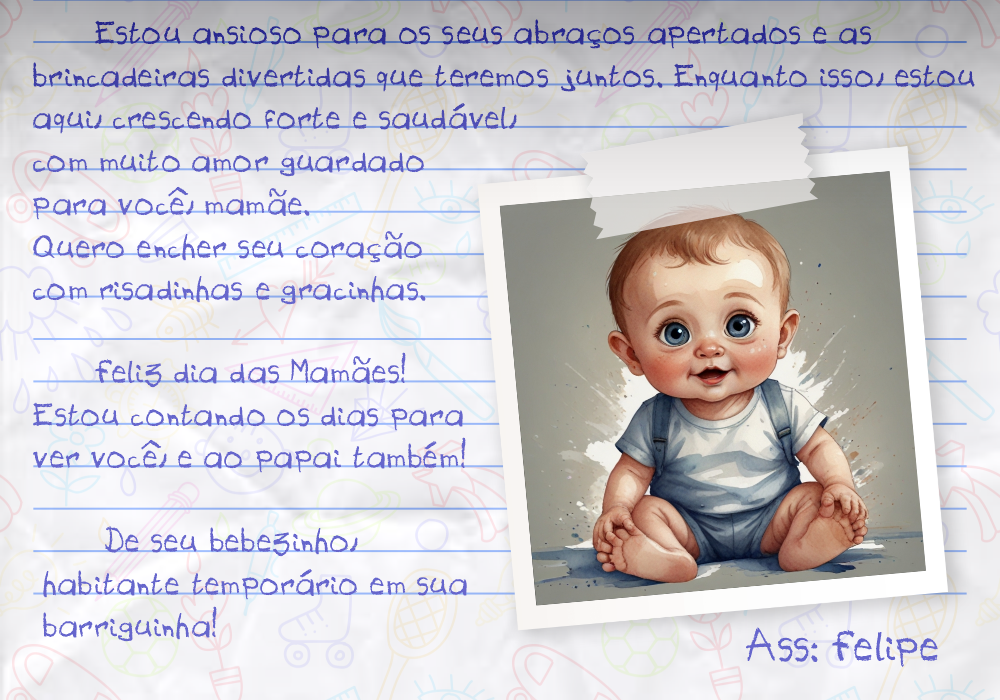 Estou ansioso para os seus abraços apertados e as
brincadeiras divertidas que teremos juntos. Enquanto isso, estou
aqui, crescendo forte e saudável,
com muito amor guardado
para você, mamãe.
Quero encher seu coração
com risadinhas e gracinhas.
Feliz dia das Mamães!
Estou contando os dias para
ver você, e ao papai também!
De seu bebezinho,
habitante temporário em sua
barriguinha!
Ass: Felipe